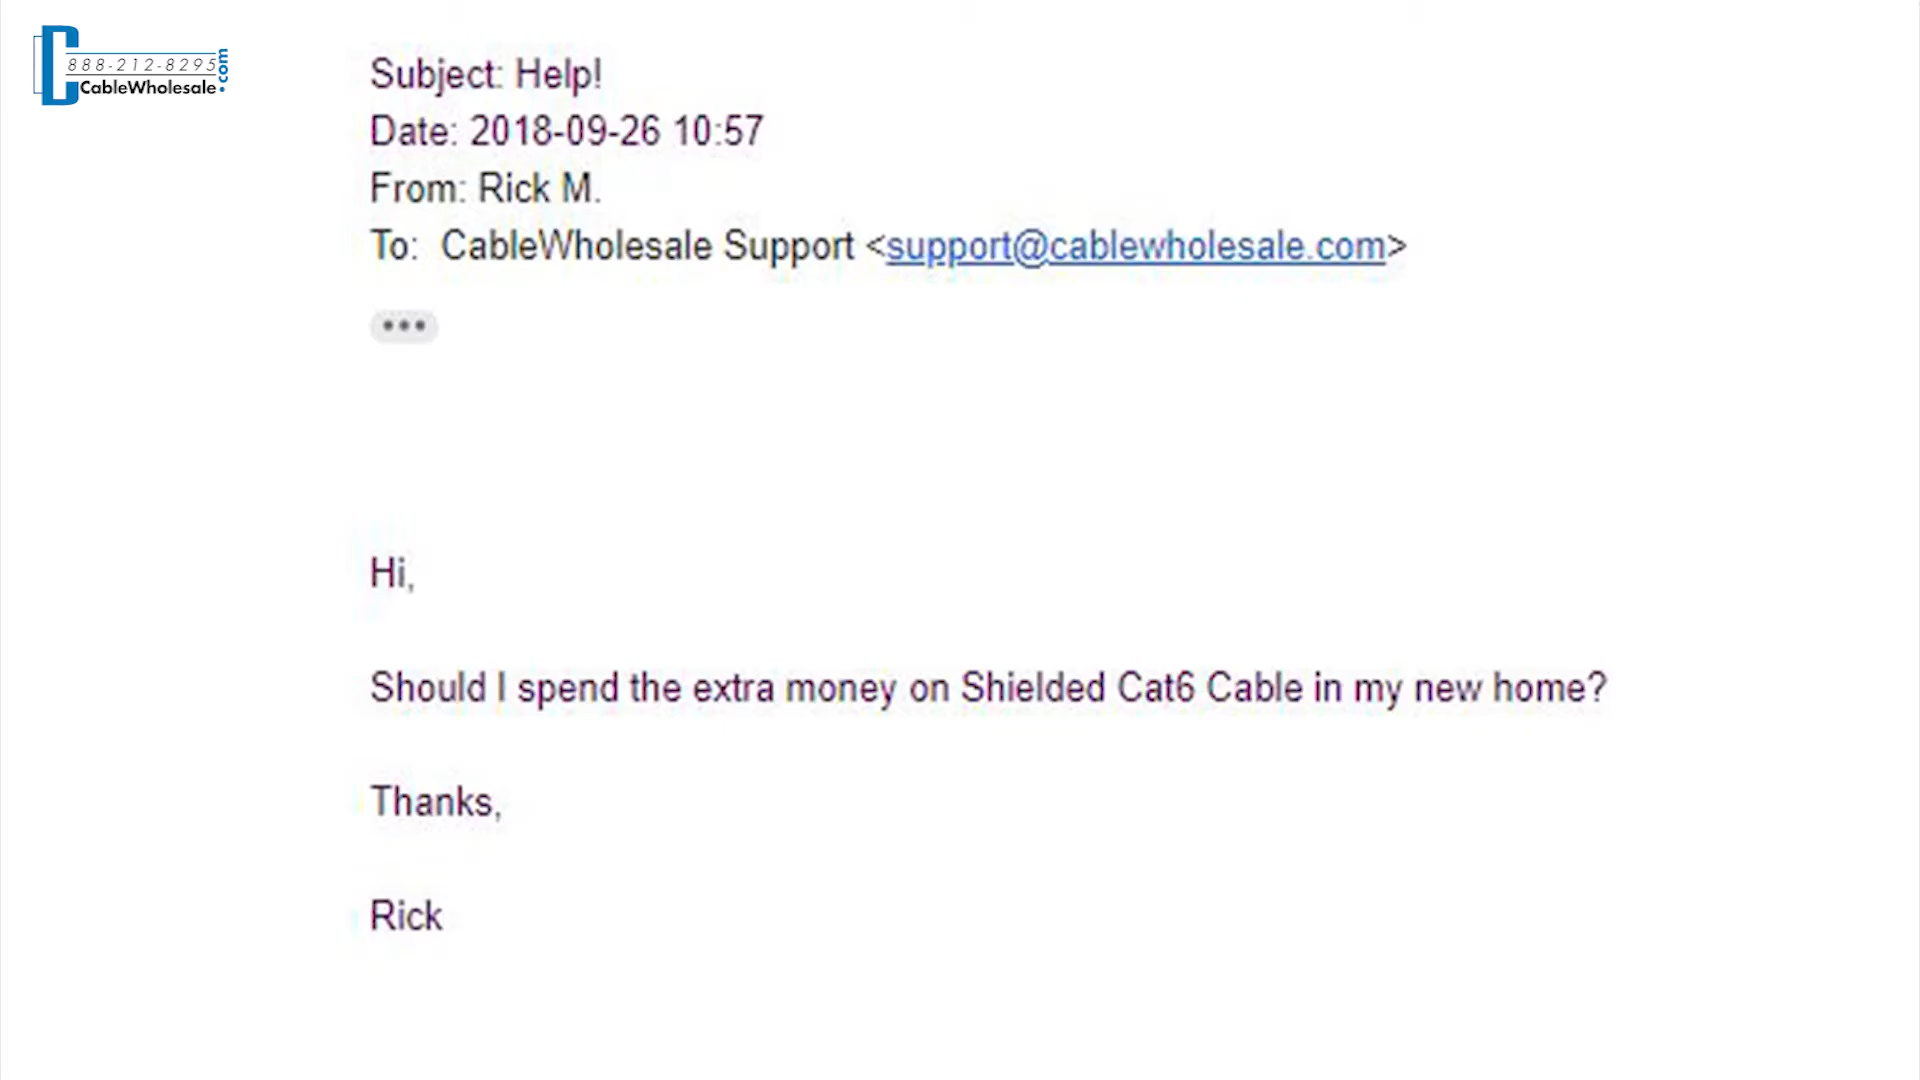 888-212-8295
CableWholesale.com
Subject: Help!
Date: 2018-09-26 10:57
From: Rick M.
To: CableWholesale Support <support@cablewholesale.com>
•••
Hi,
Should I spend the extra money on Shielded Cat6 Cable in my new home?
Thanks,
Rick